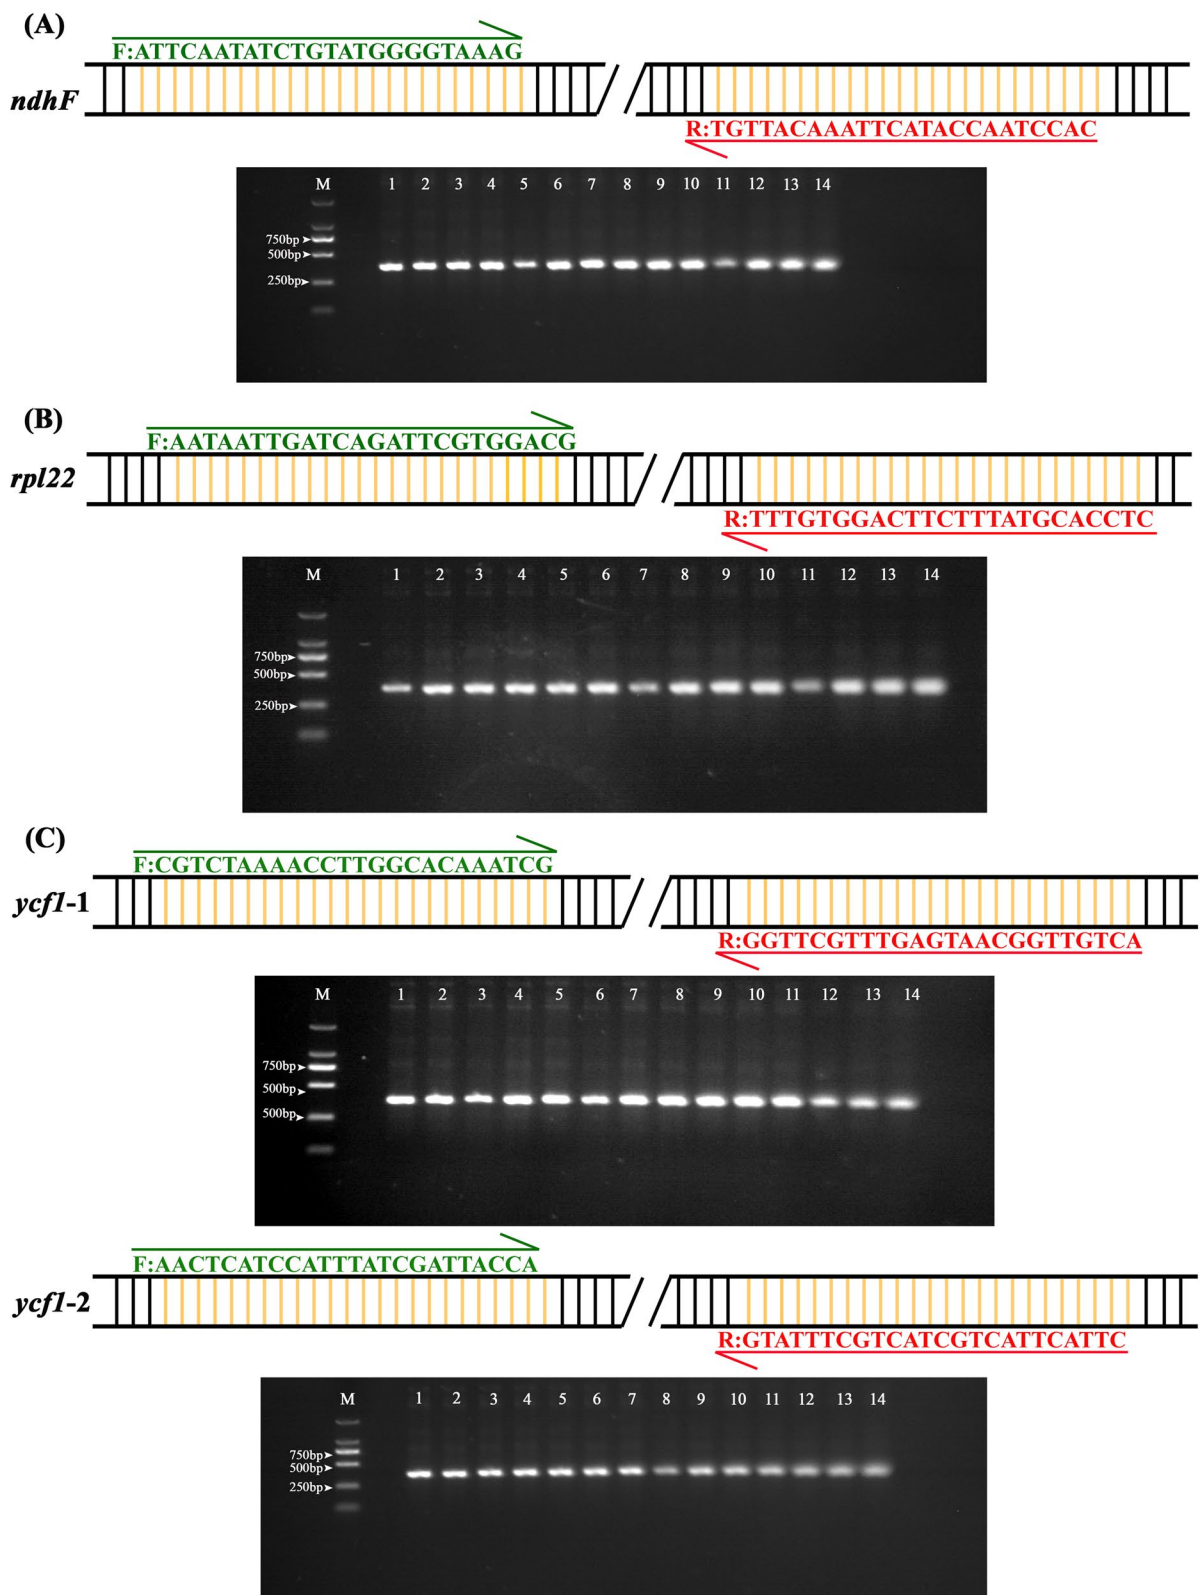 (A)
F:ATTCAATATCTGTATGGGGTAAAG
ndhF
R:TGTTACAAATTCATACCAATCCAC
M 1 2 3 4 5 6 7 8 9 10 11 12 13 14
750bp
500bp
250bp
(B)
F:AATAATTGATCAGATTCGTGGACG
rpl22
R:TTTGTGGACTTCTTTATGCACCTC
M 1 2 3 4 5 6 7 8 9 10 11 12 13 14
750bp
500bp
250bp
(C)
F:CGTCTAAAACCTTGGCACAAATCG
ycf1-1
R:GGTTCGTTTGAGTAACGGTTGTCA
M 1 2 3 4 5 6 7 8 9 10 11 12 13 14
750bp
500bp
500bp
F:AACTCATCCATTTATCGATTACCA
ycf1-2
R:GTATTTCGTCATCGTCATTCATTC
M 1 2 3 4 5 6 7 8 9 10 11 12 13 14
750bp
500bp
250bp